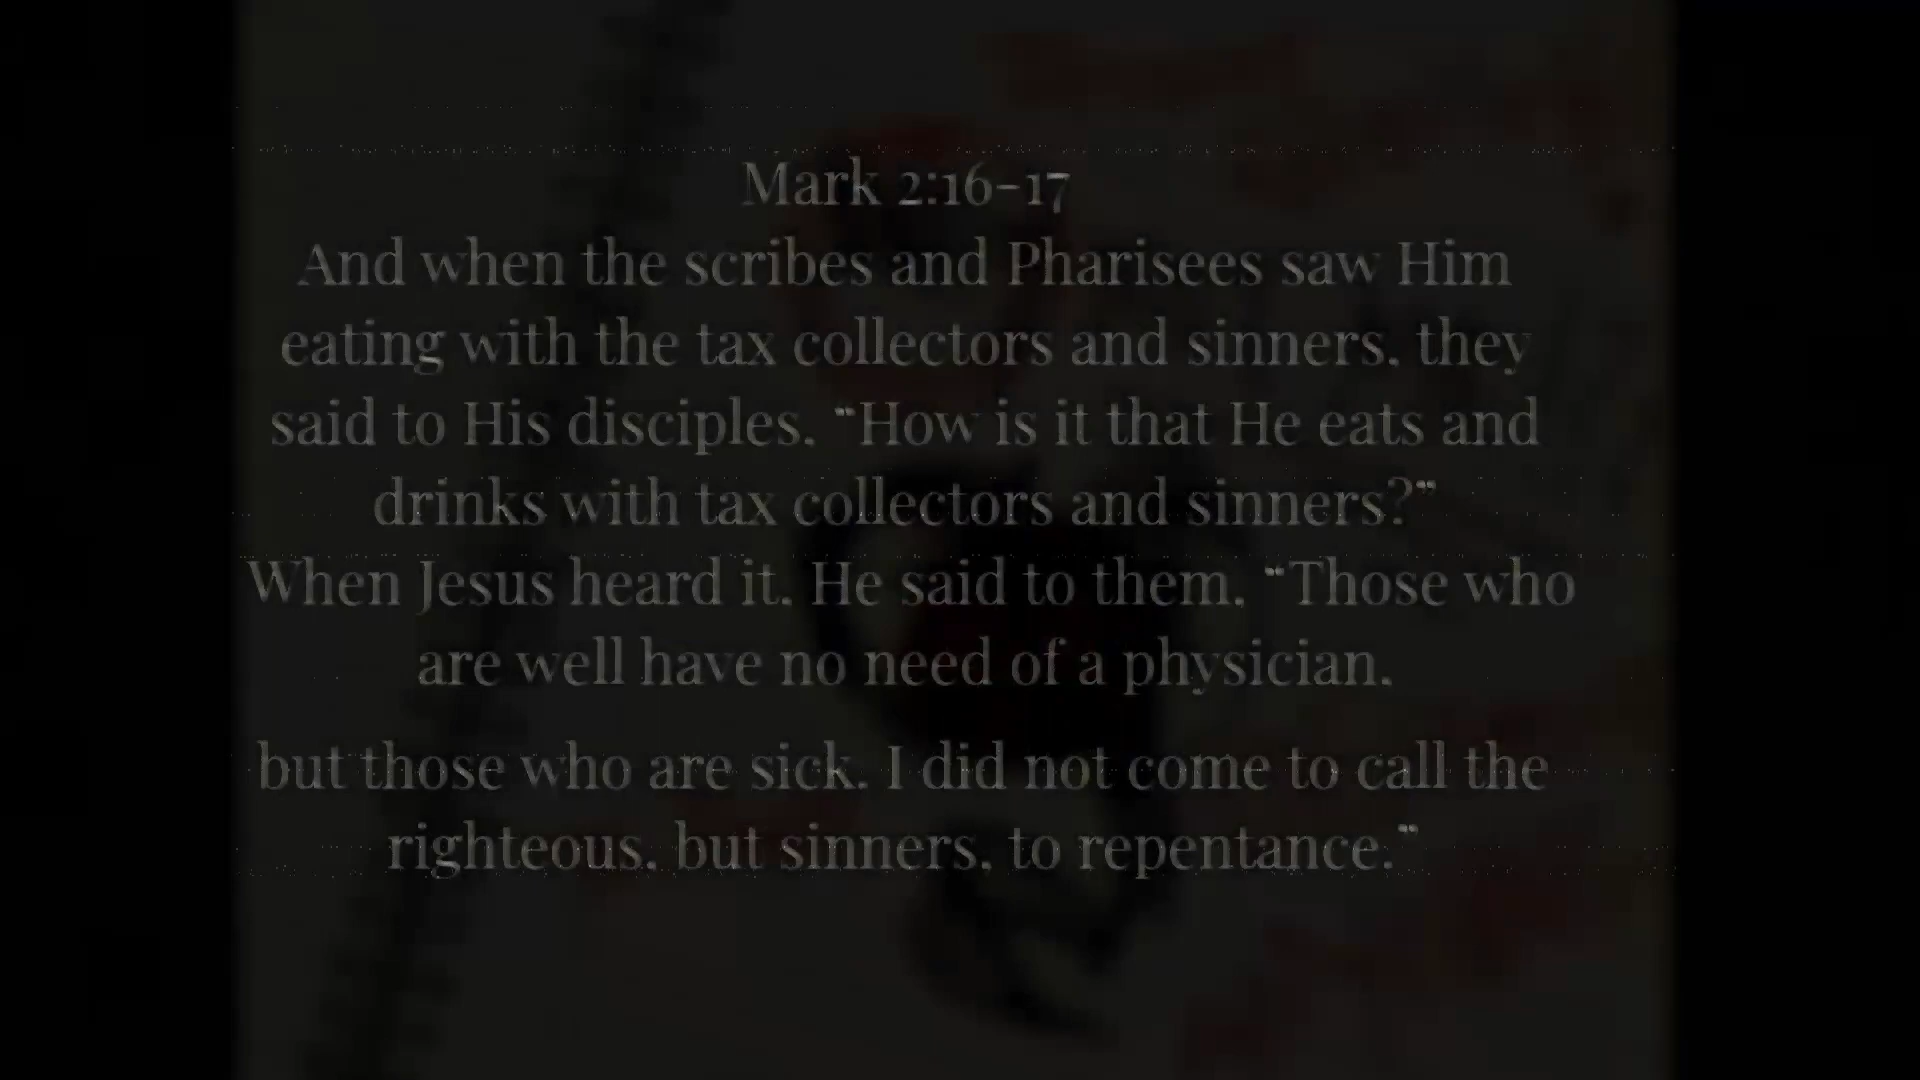 Mark 2:16-17
And when the scribes and Pharisees saw Him
eating with the tax collectors and sinners, they
said to His disciples, “How is it that He eats and
drinks with tax collectors and sinners?”
When Jesus heard it, He said to them, “Those who
are well have no need of a physician,
but those who are sick. I did not come to call the
righteous, but sinners, to repentance.”